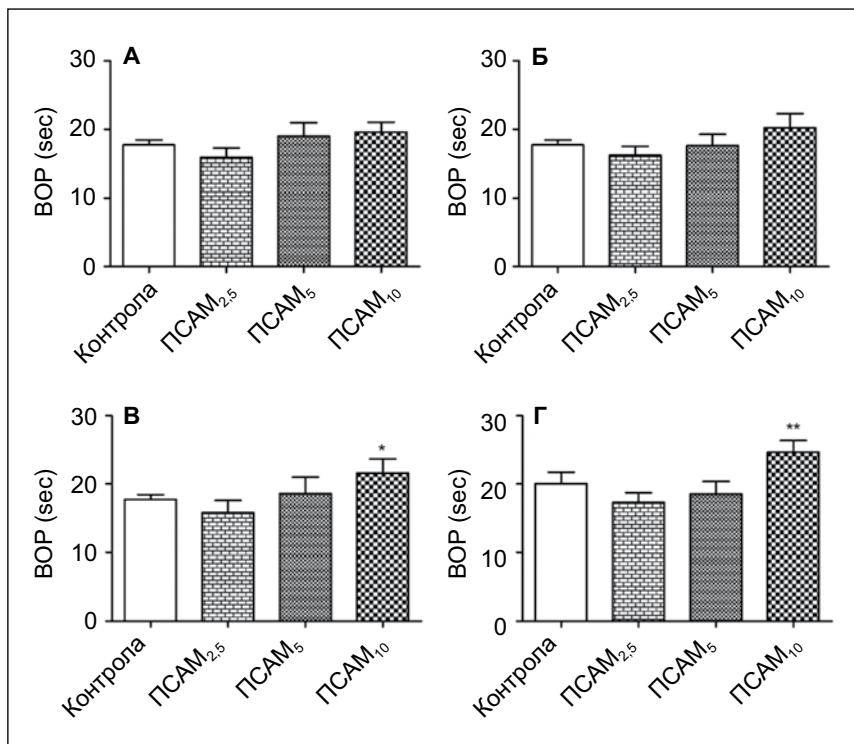 А
30
20
10
0
ВОР (sec)
Контрола
ПСАМ2,5
ПСАМ5
ПСАМ10
Б
30
20
10
0
ВОР (sec)
Контрола
ПСАМ2,5
ПСАМ5
ПСАМ10
В
30
20
10
0
ВОР (sec)
*
Контрола
ПСАМ2,5
ПСАМ5
ПСАМ10
Г
30
20
10
0
ВОР (sec)
**
Контрола
ПСАМ2,5
ПСАМ5
ПСАМ10